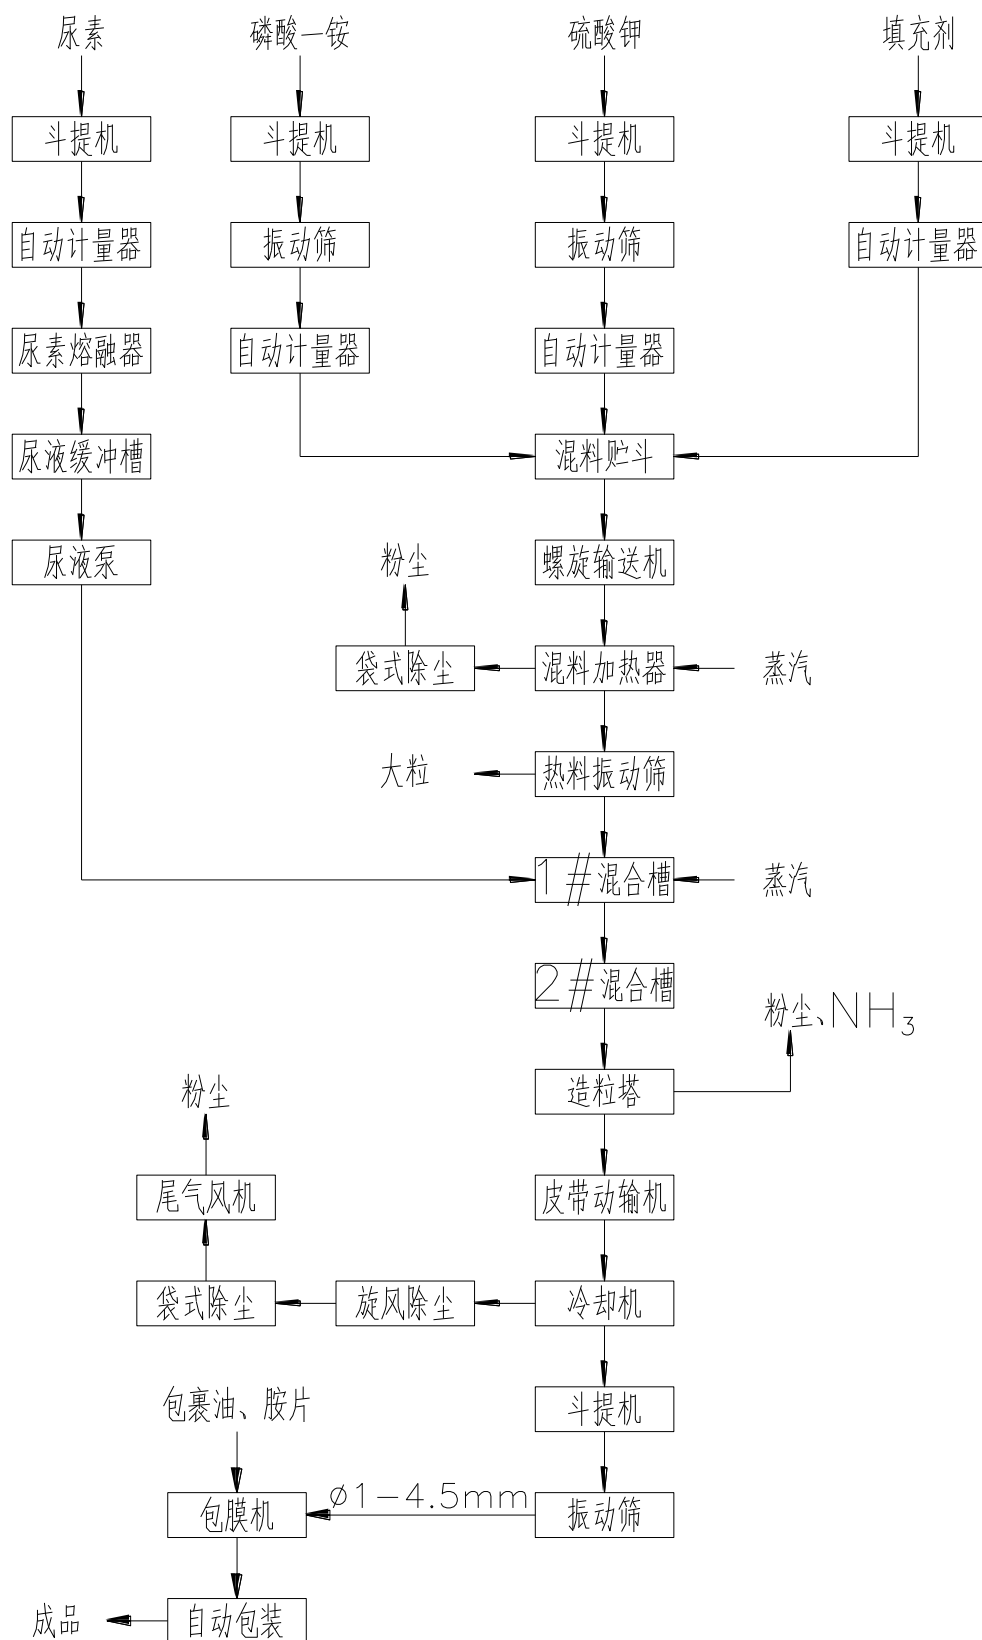 尿素 磷酸一铵 硫酸钾 填充剂
斗提机 斗提机 斗提机 斗提机
自动计量器 振动筛 振动筛 自动计量器
尿素熔融器 自动计量器 自动计量器
尿液缓冲槽 混料贮斗
尿液泵 粉尘 螺旋输送机
袋式除尘 混料加热器 蒸汽
大粒 热料振动筛
1#混合槽 蒸汽
2#混合槽
粉尘、NH₃
造粒塔
粉尘
尾气风机 皮带动输机
袋式除尘 旋风除尘 冷却机
包裹油、胺片 斗提机
包膜机 ø1-4.5mm 振动筛
成品 自动包装